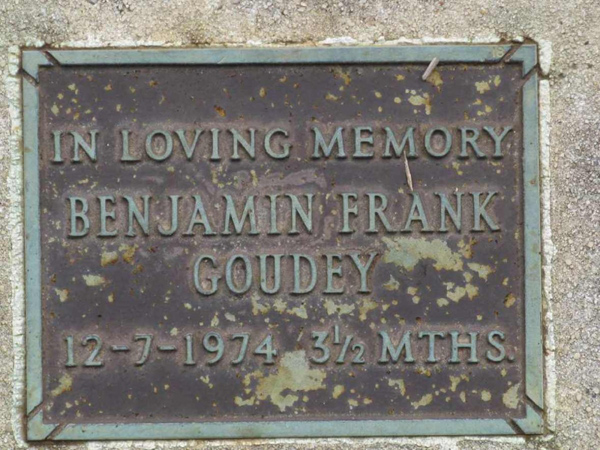 IN LOVING MEMORY
BENJAMIN FRANK
GOUDEY
12-7-1974 3½ MTHS.